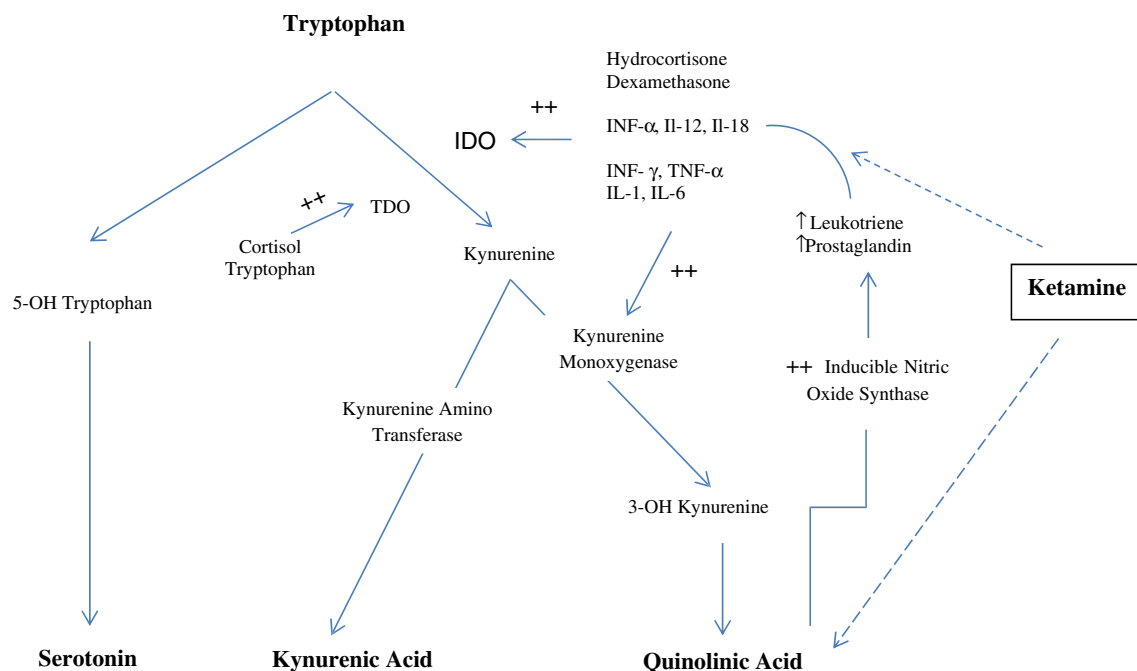 Tryptophan
Hydrocortisone
Dexamethasone
++
INF-α, Il-12, Il-18
IDO
INF- γ, TNF-α
IL-1, IL-6
++
TDO
Cortisol
Tryptophan
Kynurenine
↑Leukotriene
↑Prostaglandin
++
5-OH Tryptophan
Ketamine
Kynurenine
Monoxygenase
++ Inducible Nitric
Oxide Synthase
Kynurenine Amino
Transferase
3-OH Kynurenine
Serotonin
Kynurenic Acid
Quinolinic Acid